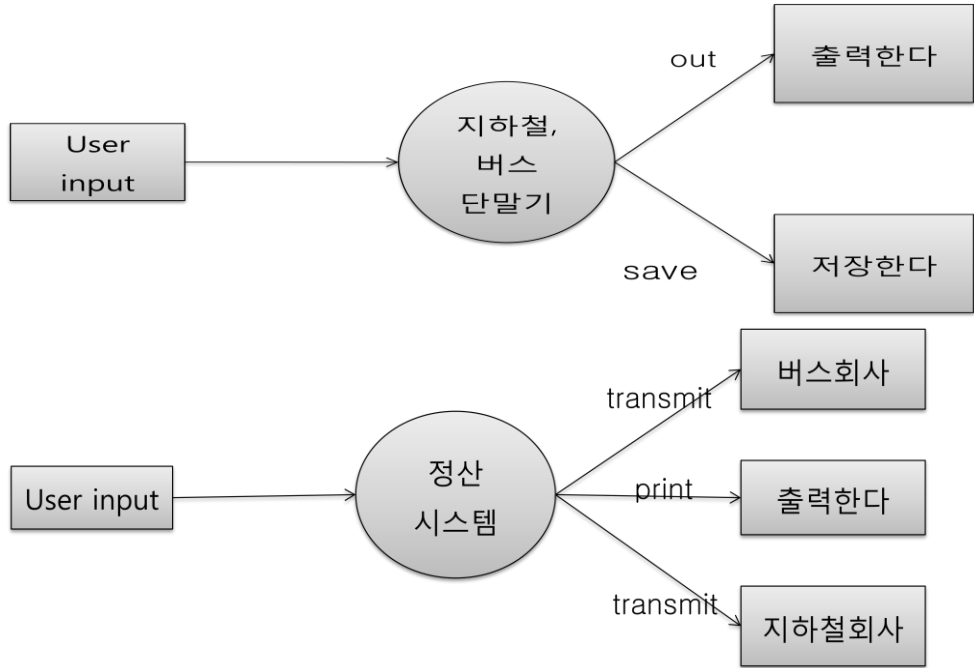 User
input
지하철,
버스
단말기
out
출력한다
save
저장한다
User input
정산
시스템
transmit
버스회사
print
출력한다
transmit
지하철회사